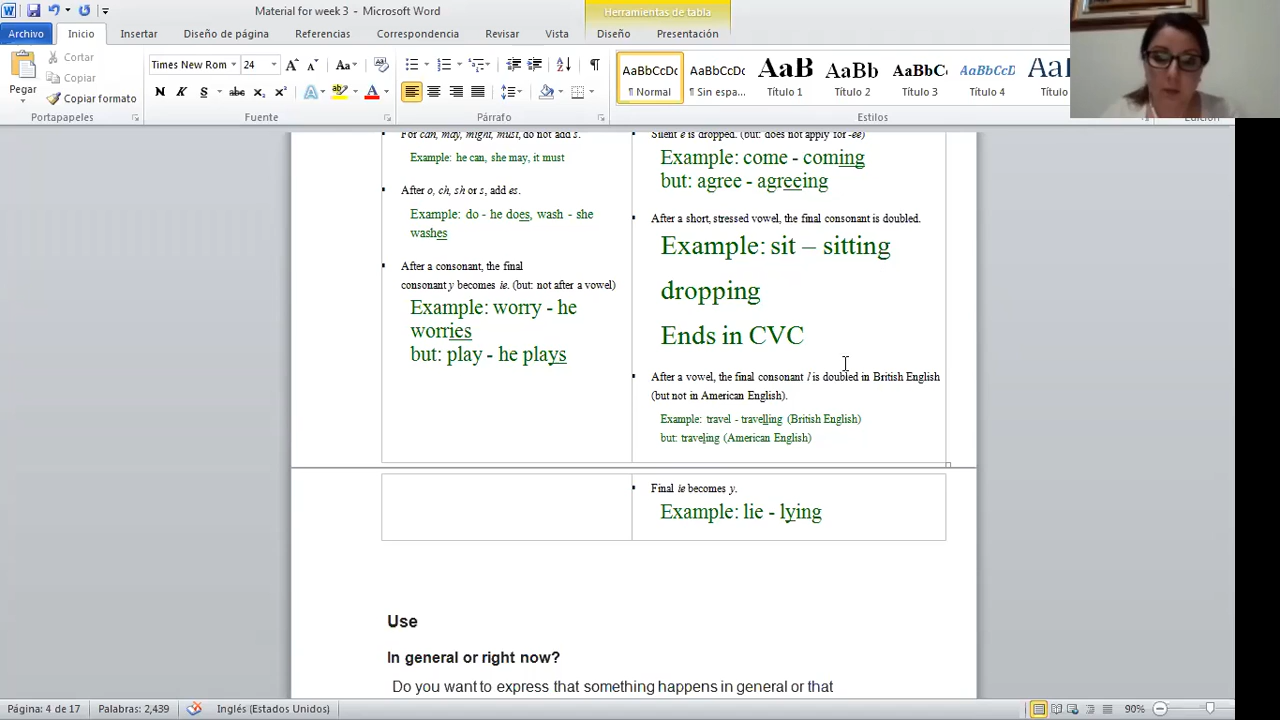 Material for week 3 - Microsoft Word
Herramientas de tabla
Archivo
Inicio
Insertar
Diseño de página
Referencias
Correspondencia
Revisar
Vista
Diseño
Presentación
Pegar
Cortar
Copiar
Copiar formato
Portapapeles
Times New Rom
24
Fuente
Párrafo
AaBbCcDc
¶ Normal
AaBbCcDc
¶ Sin espa...
AaB
Título 1
AaBb
Título 2
AaBbC
Título 3
AaBbCcD
Título 4
Estilos
For can, may, might, must, do not add s.
Example: he can, she may, it must
After o, ch, sh or s, add es.
Example: do - he does, wash - she
washes
After a consonant, the final
consonant y becomes ie. (but: not after a vowel)
Example: worry - he
worries
but: play - he plays
Silent e is dropped. (but: does not apply for -ee)
Example: come - coming
but: agree - agreeing
After a short, stressed vowel, the final consonant is doubled.
Example: sit – sitting
dropping
Ends in CVC
After a vowel, the final consonant l is doubled in British English
(but not in American English).
Example: travel - travelling (British English)
but: traveling (American English)
Final ie becomes y.
Example: lie - lying
Use
In general or right now?
Do you want to express that something happens in general or that
Página: 4 de 17
Palabras: 2,439
Inglés (Estados Unidos)
90%